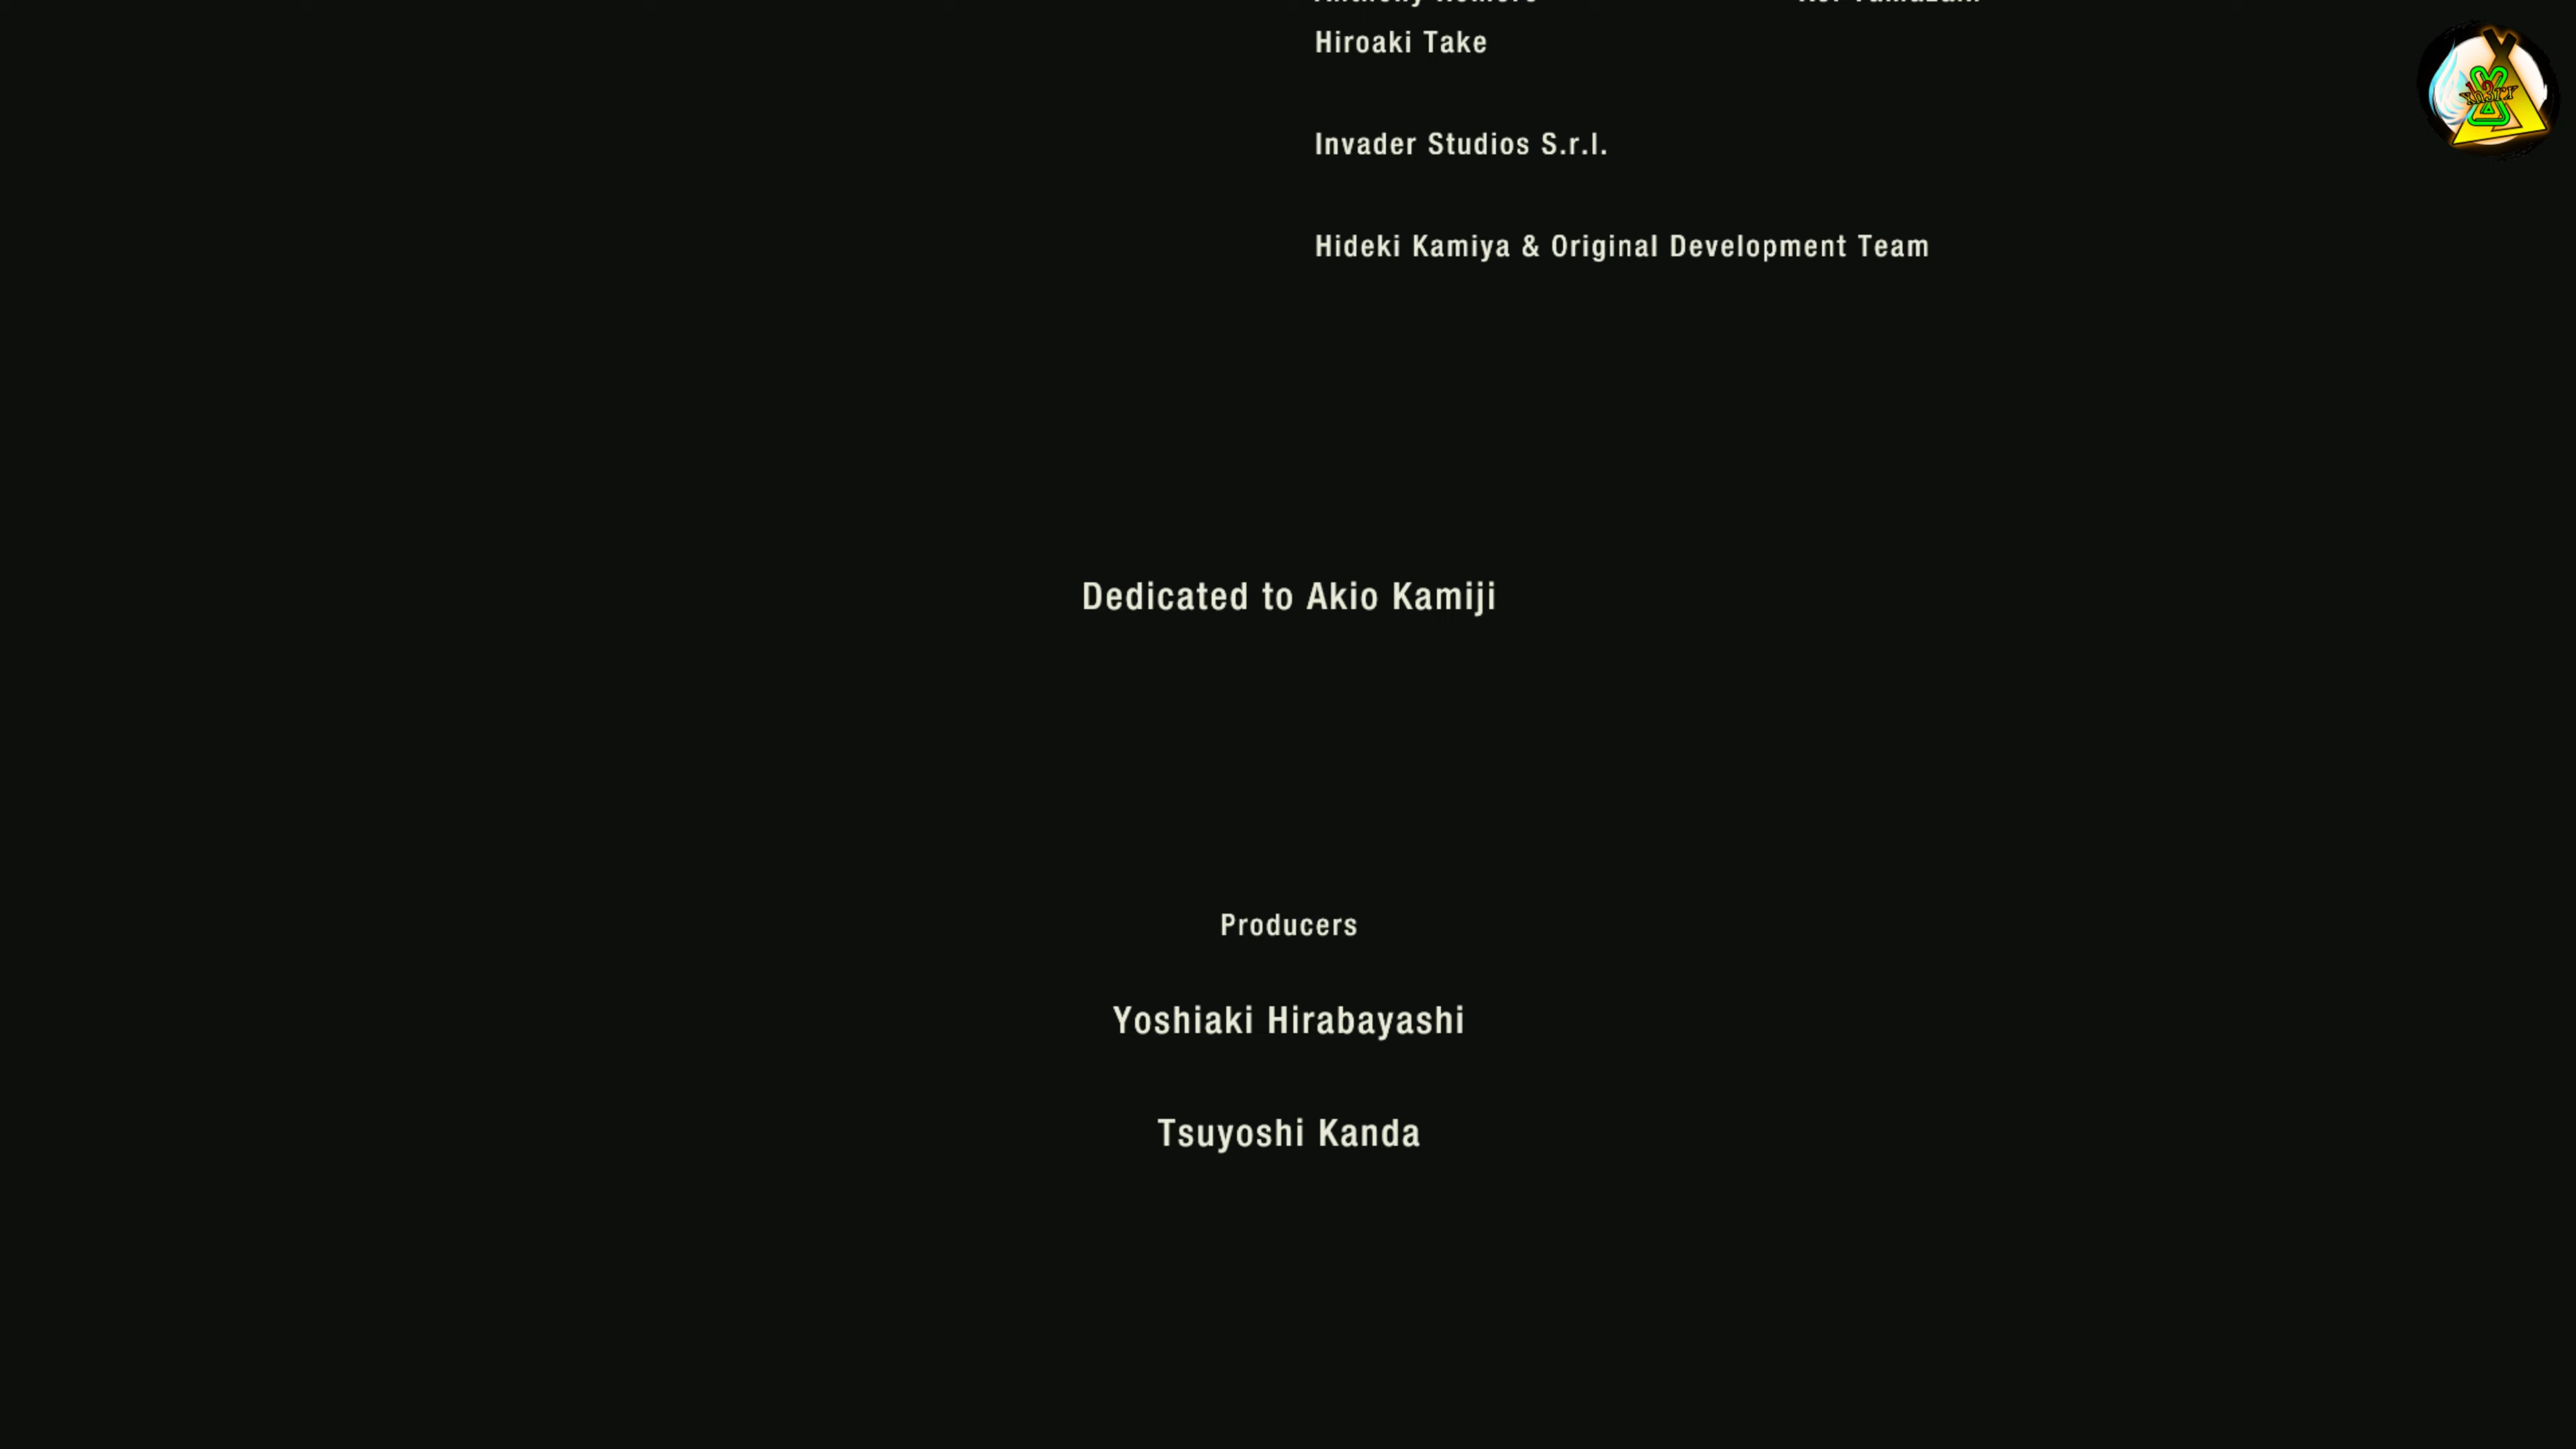 Hiroaki Take
Invader Studios S.r.l.
Hideki Kamiya & Original Development Team
Dedicated to Akio Kamiji
Producers
Yoshiaki Hirabayashi
Tsuyoshi Kanda